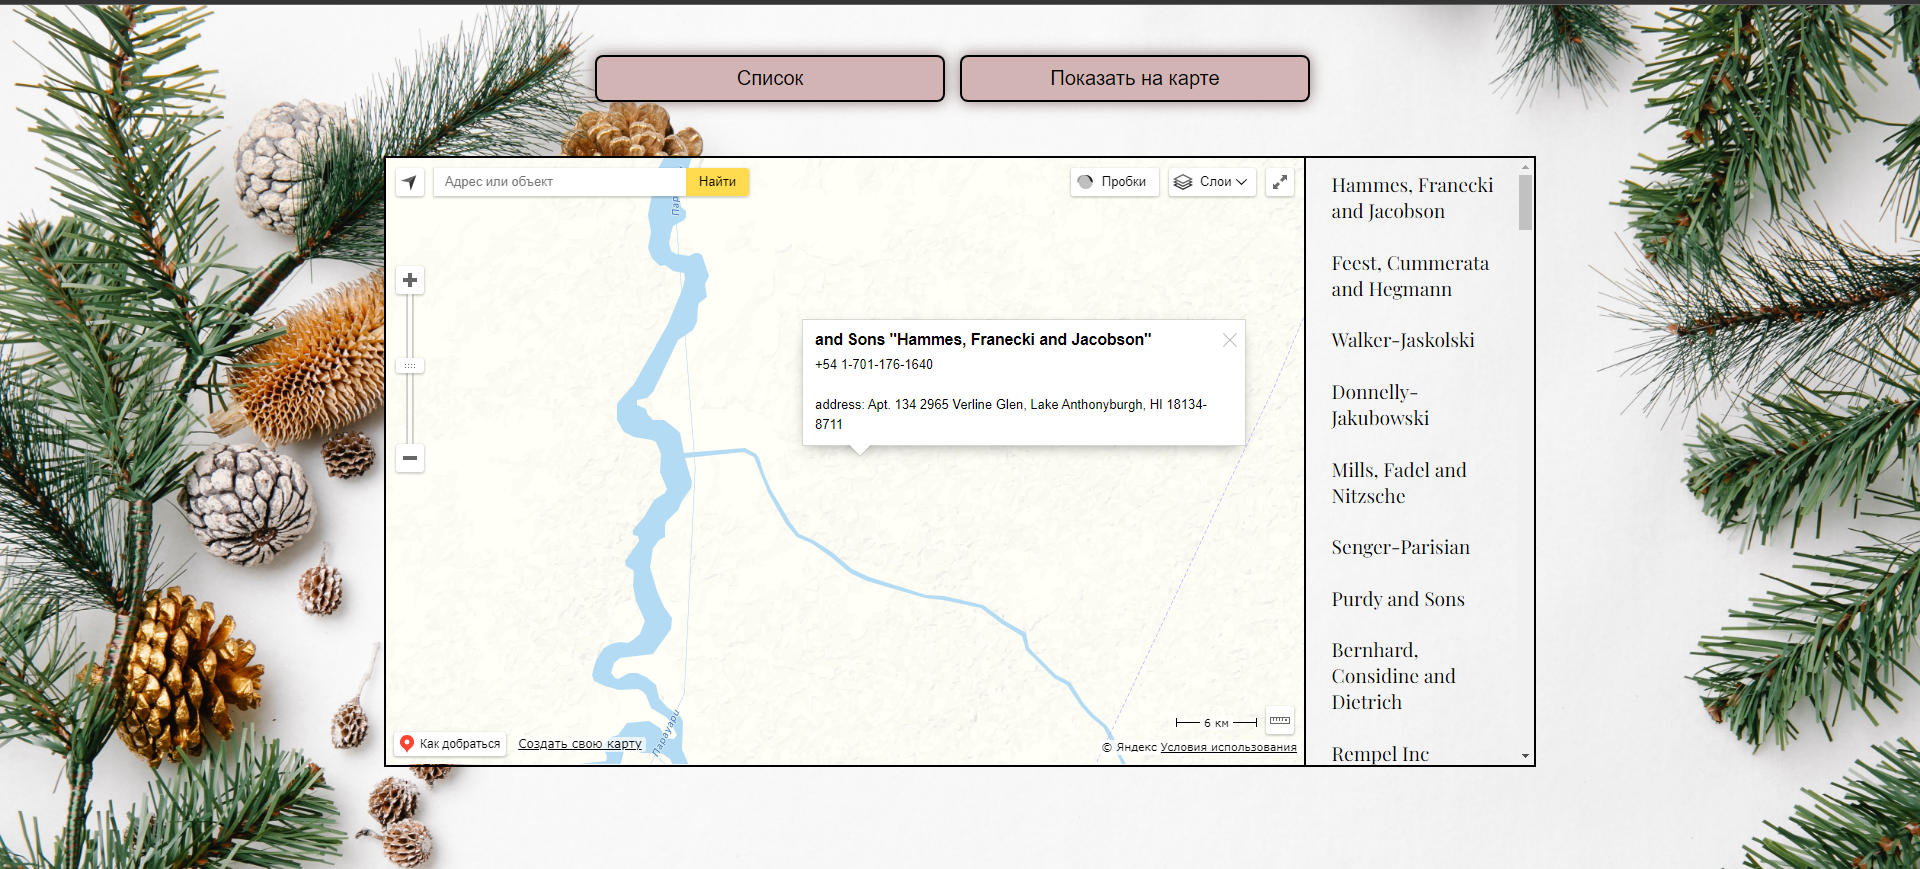 Список
Показать на карте
Адрес или объект
Найти
Пробки
Слои
Пар
and Sons "Hammes, Franecki and Jacobson"
+54 1-701-176-1640
address: Apt. 134 2965 Verline Glen, Lake Anthonyburgh, HI 18134-
8711
Парауари
6 км
Как добраться
Создать свою карту
© Яндекс Условия использования
Hammes, Franecki
and Jacobson
Feest, Cummerata
and Hegmann
Walker-Jaskolski
Donnelly-
Jakubowski
Mills, Fadel and
Nitzsche
Senger-Parisian
Purdy and Sons
Bernhard,
Considine and
Dietrich
Rempel Inc